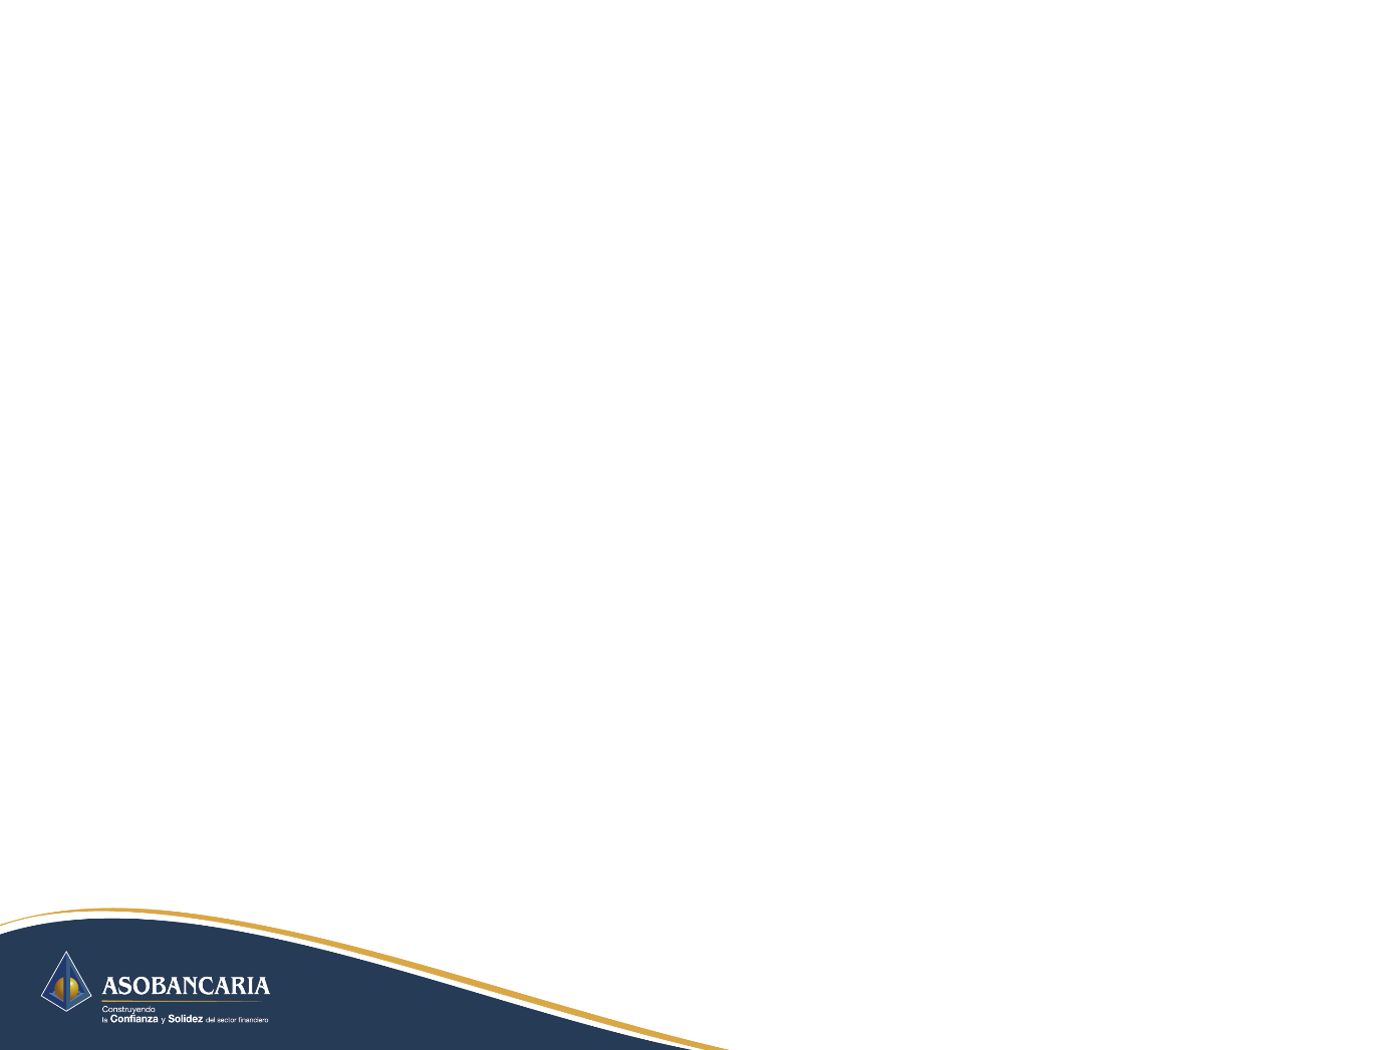 ASOBANCARIA
Construyendo
la Confianza y Solidez del sector financiero